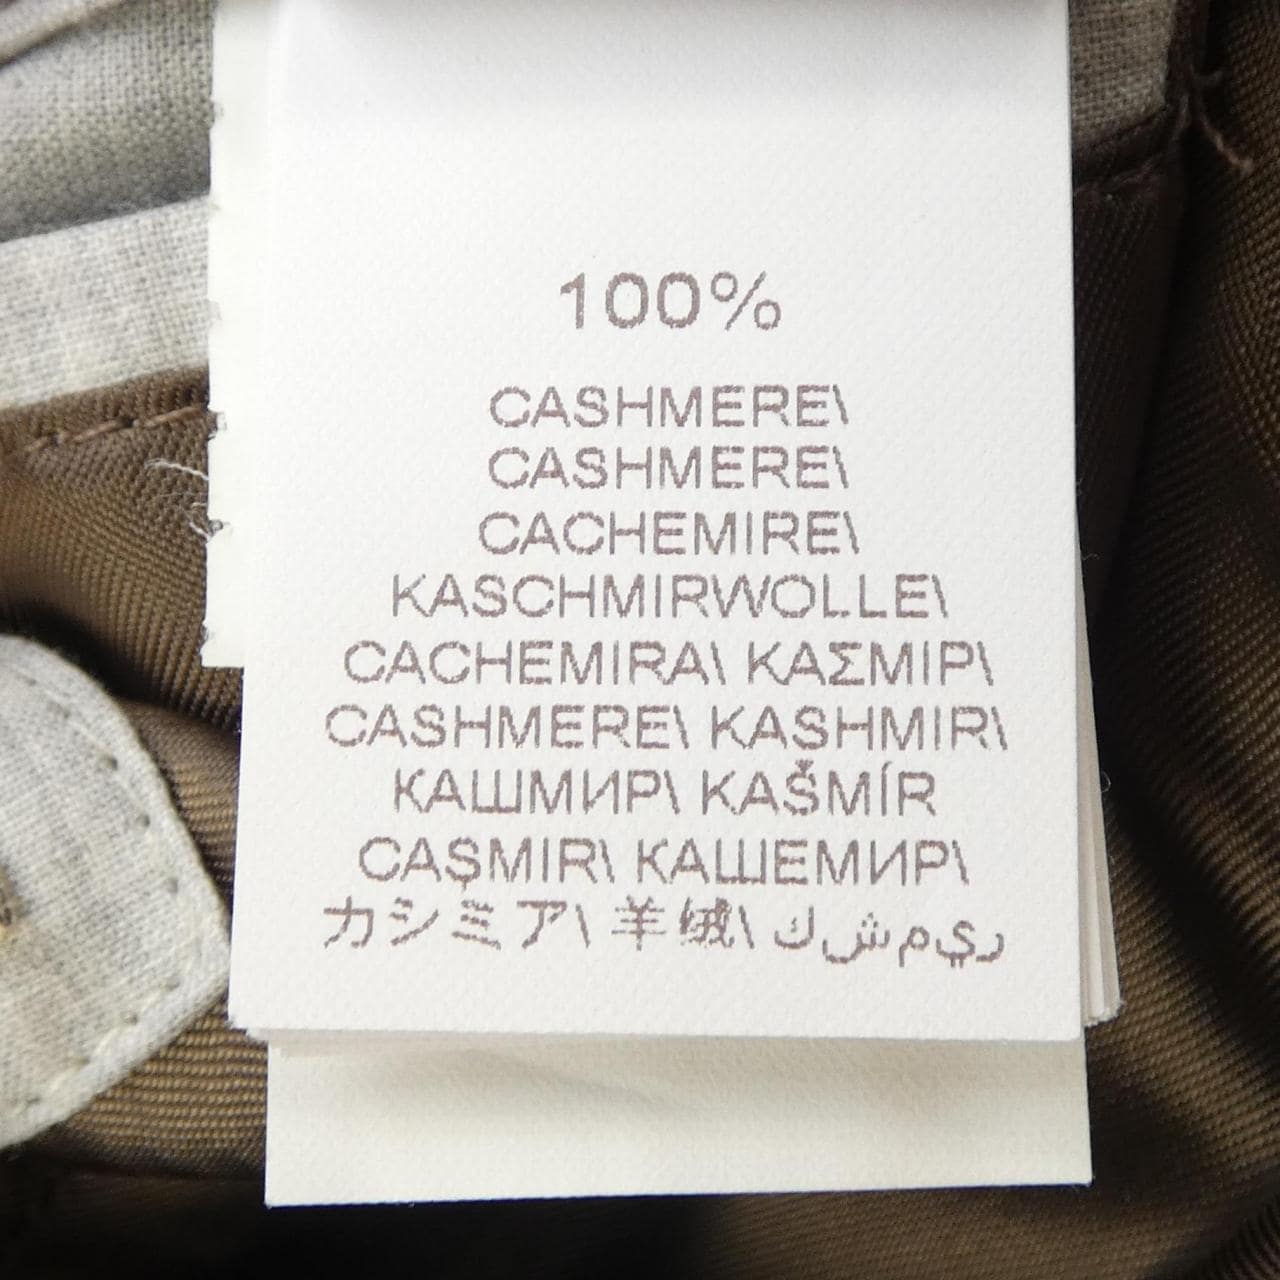 100%
CASHMERE\
CASHMERE\
CACHEMIRE\
KASCHMIRWOLLE\
CACHEMIRA\ ΚΑΣΜΙΡ\
CASHMERE\ KASHMIR\
КАШМИР\ KAŠMÍR
CAȘMIR\ КАШЕМИР\
カシミア\ 羊绒\ كشمير